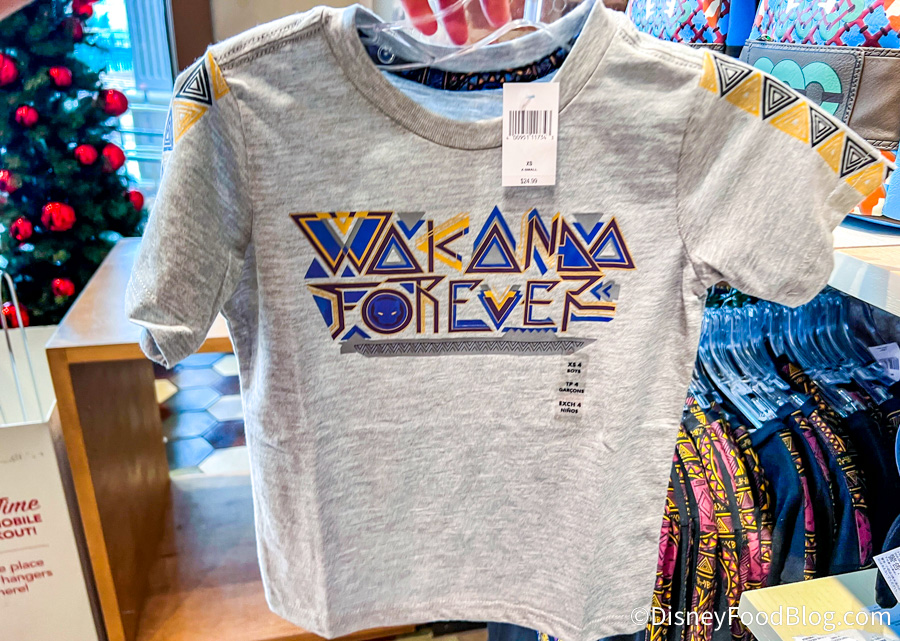 XS
X-SMALL
$24.99
WAKANDA
FOREVER
XS 4
BOYS
TP 4
GARÇONS
EXCH 4
NIÑOS
Time
MOBILE
place
hangers
here!
©DisneyFoodBlog.com